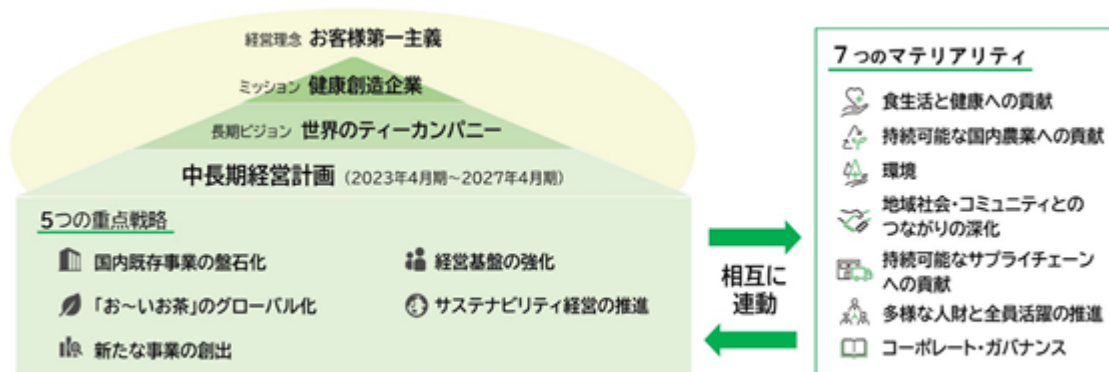 経営理念 お客様第一主義
ミッション 健康創造企業
長期ビジョン 世界のティーカンパニー
中長期経営計画 (2023年4月期～2027年4月期)
5つの重点戦略
国内既存事業の盤石化
「お～いお茶」のグローバル化
新たな事業の創出
経営基盤の強化
サステナビリティ経営の推進
相互に
連動
7つのマテリアリティ
食生活と健康への貢献
持続可能な国内農業への貢献
環境
地域社会・コミュニティとの
つながりの深化
持続可能なサプライチェーン
への貢献
多様な人財と全員活躍の推進
コーポレート・ガバナンス